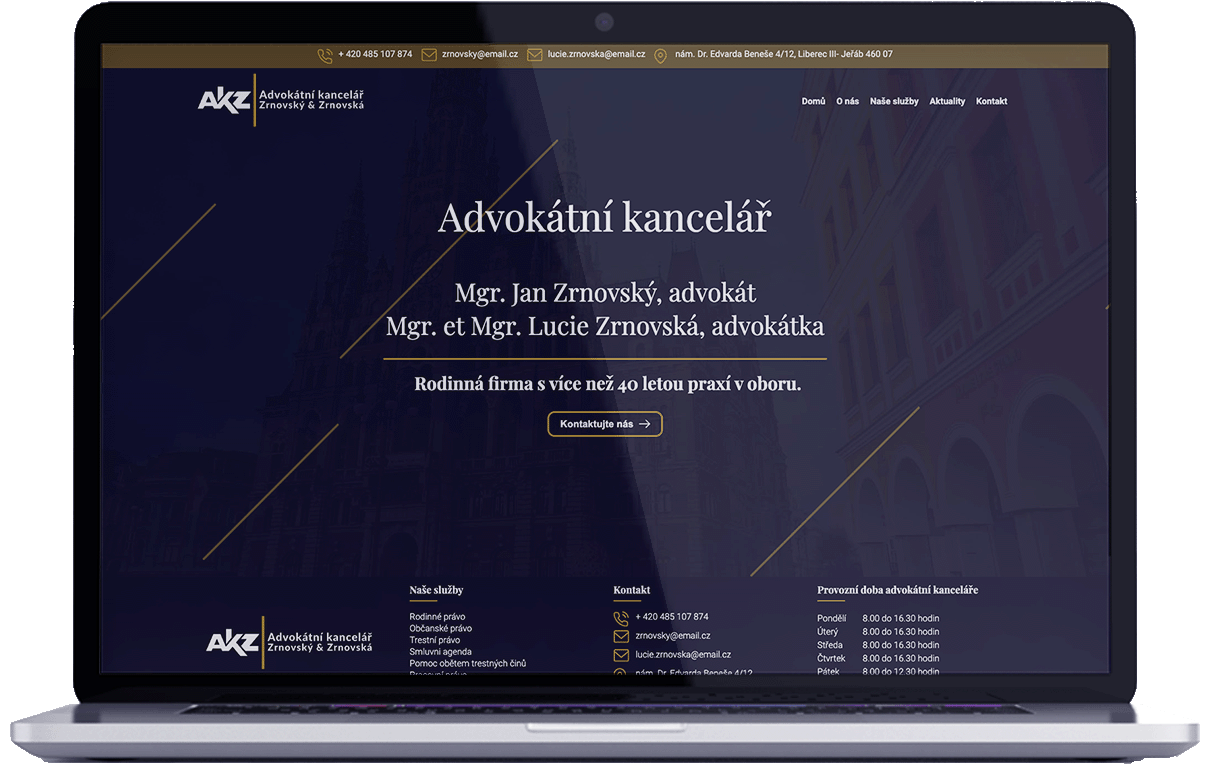 + 420 485 107 874 zrnovsky@email.cz lucie.zrnovska@email.cz nám. Dr. Edvarda Beneše 4/12, Liberec III- Jeřáb 460 07
AKZ
Advokátní kancelář
Zrnovský & Zrnovská
Domů O nás Naše služby Aktuality Kontakt
Advokátní kancelář
Mgr. Jan Zrnovský, advokát
Mgr. et Mgr. Lucie Zrnovská, advokátka
Rodinná firma s více než 40 letou praxí v oboru.
Kontaktujte nás →
AKZ
Advokátní kancelář
Zrnovský & Zrnovská
Naše služby
Rodinné právo
Občanské právo
Trestní právo
Smluvni agenda
Pomoc obětem trestných činů
Pracovní právo
Kontakt
+ 420 485 107 874
zrnovsky@email.cz
lucie.zrnovska@email.cz
nám. Dr. Edvarda Beneše 4/12
Provozní doba advokátní kanceláře
Pondělí 8.00 do 16.30 hodin
Úterý 8.00 do 16.30 hodin
Středa 8.00 do 16.30 hodin
Čtvrtek 8.00 do 16.30 hodin
Pátek 8.00 do 12.30 hodin